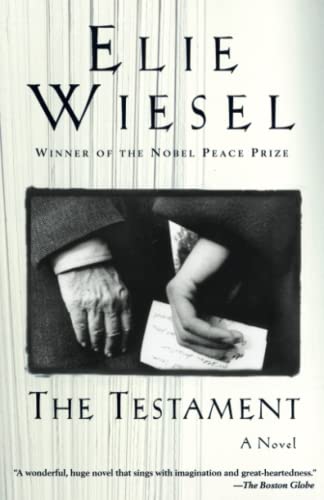 ELIE
WIESEL
WINNER OF THE NOBEL PEACE PRIZE
THE TESTAMENT
A Novel
"A wonderful, huge novel that sings with imagination and great-heartedness."
—The Boston Globe